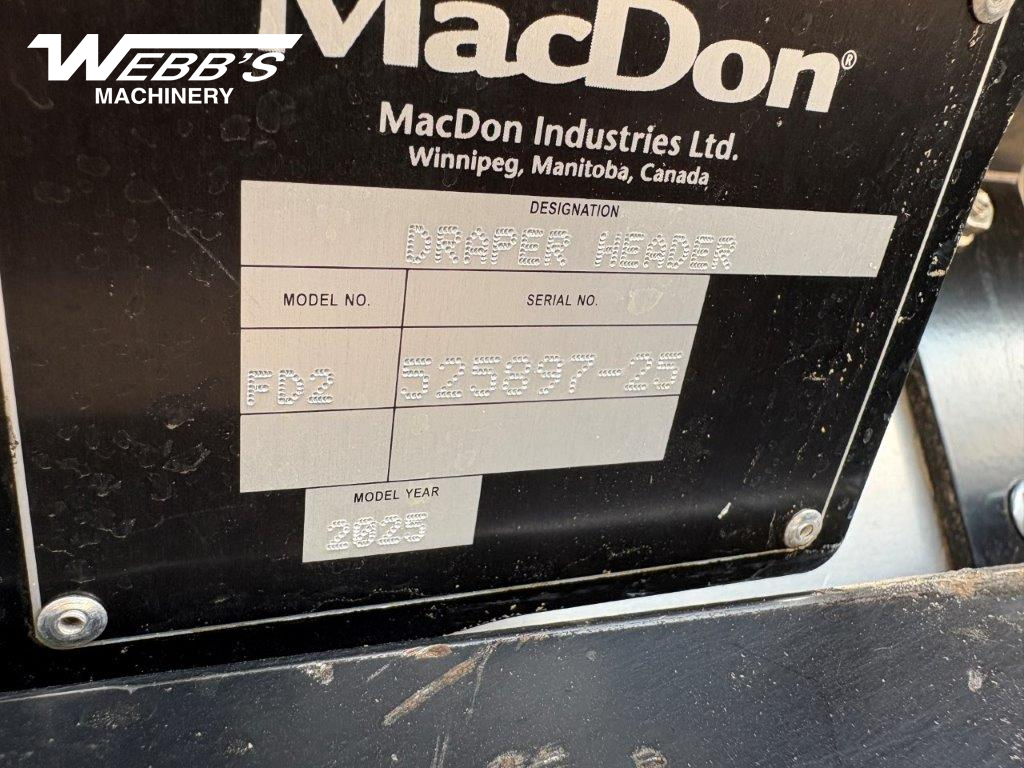 WEBB'S
MACHINERY
MacDon®
MacDon Industries Ltd.
Winnipeg, Manitoba, Canada
DESIGNATION
DRAPER HEADER
MODEL NO.
SERIAL NO.
FD2
525897-25
MODEL YEAR
2025